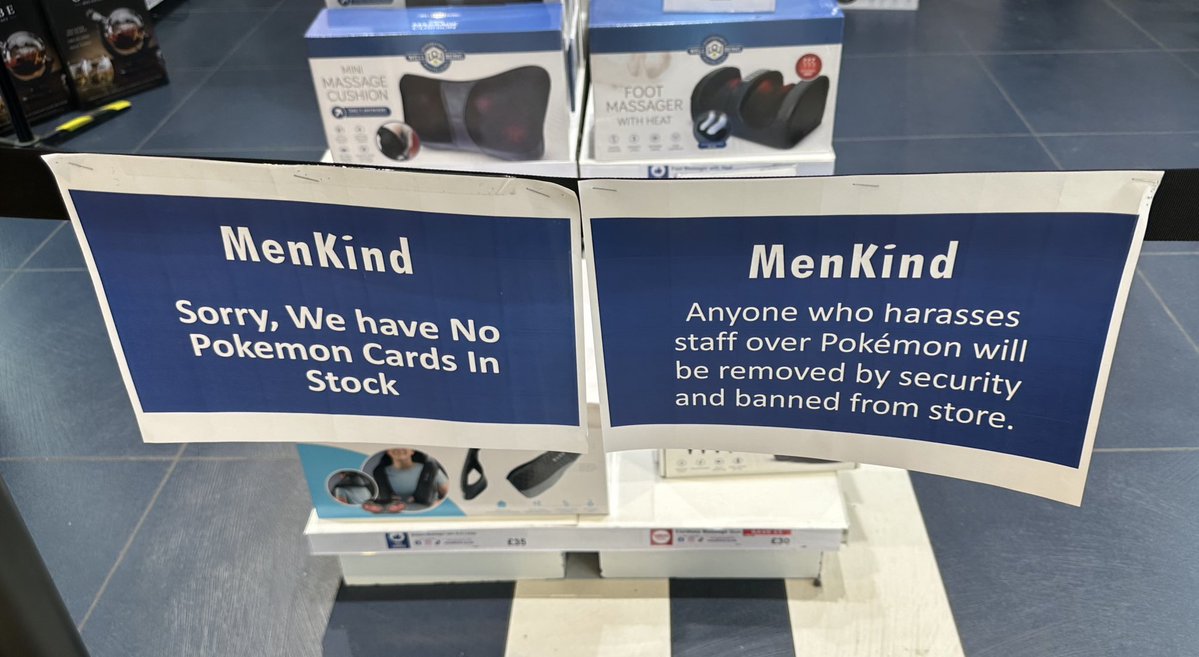 MINI
MASSAGE
CUSHION
FOOT
MASSAGER
WITH HEAT
MenKind
Sorry, We have No
Pokemon Cards In
Stock
MenKind
Anyone who harasses
staff over Pokémon will
be removed by security
and banned from store.
£35
£30